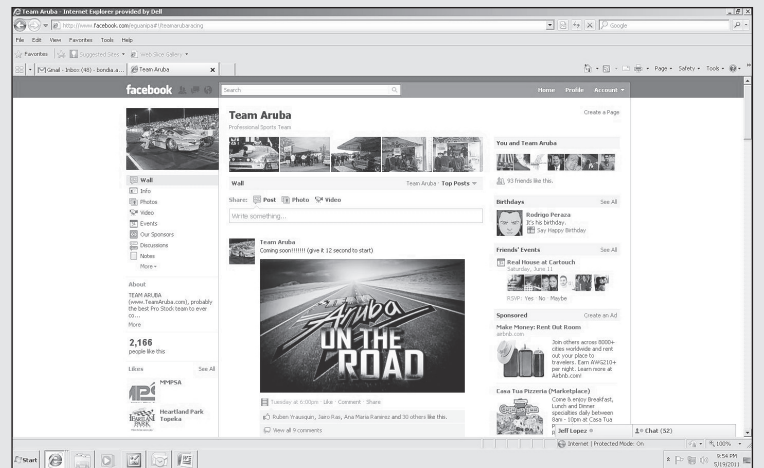 Team Aruba - Internet Explorer provided by Dell
http://www.facebook.com/eguanipa#!/teamarubaracing
Google
File Edit View Favorites Tools Help
Favorites Suggested Sites Web Slice Gallery
Gmail - Inbox (46) - bondia.a... Team Aruba Page Safety Tools
facebook Search Home Profile Account
Team Aruba
Professional Sports Team
Create a Page
Wall Team Aruba · Top Posts
Share: Post Photo Video
Write something...
Team Aruba
Coming soon!!!!!!! (give it 12 second to start)
Aruba
ON THE
ROAD
Tuesday at 6:00pm · Like · Comment · Share
Ruben Yrausquin, Jairo Ras, Ana Maria Ramirez and 30 others like this.
View all 9 comments
Wall
Info
Photos
Video
Events
Our Sponsors
Discussions
Notes
More
About
TEAM ARUBA
(www.TeamAruba.com), probably
the best Pro Stock team to ever
co...
More
2,166
people like this
Likes See All
MMPSA
Heartland Park
Topeka
You and Team Aruba
93 friends like this.
Birthdays See All
Rodrigo Peraza
It's his birthday.
Say Happy Birthday
Friends' Events See All
Real House at Cartouch
Saturday, June 11
RSVP: Yes · No · Maybe
Sponsored Create an Ad
Make Money: Rent Out Room
airbnb.com
Join others across 8000+
cities worldwide and rent
out your place to
travelers. Earn AWG210+
per night. Learn more at
Airbnb.com!
Casa Tua Pizzeria (Marketplace)
Come & enjoy Breakfast,
Lunch and Dinner
specialties daily between
8am - 10pm at Casa Tua
Jeff Lopez Chat (52)
Internet | Protected Mode: On 100%
Start
9:54 PM
5/19/2011